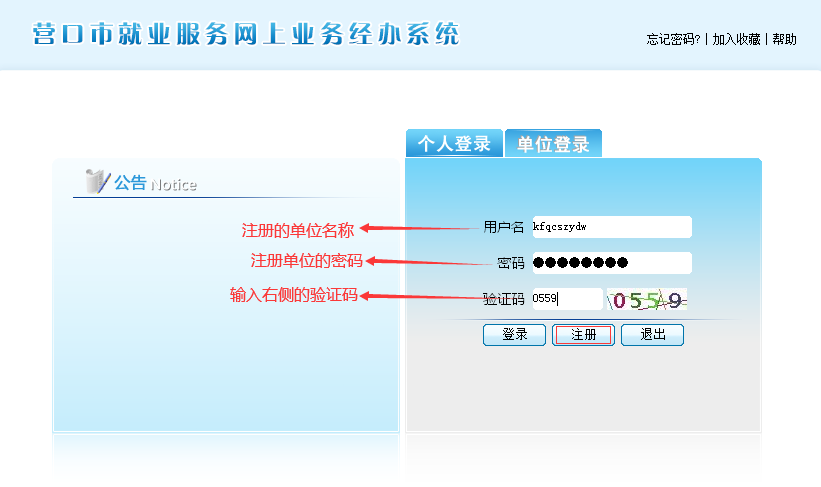 营口市就业服务网上业务经办系统
忘记密码? | 加入收藏 | 帮助
个人登录 单位登录
公告 Notice
注册的单位名称 用户名 kfqcszydw
注册单位的密码 密码 ●●●●●●●●
输入右侧的验证码 验证码 0559 0559
登录 注册 退出